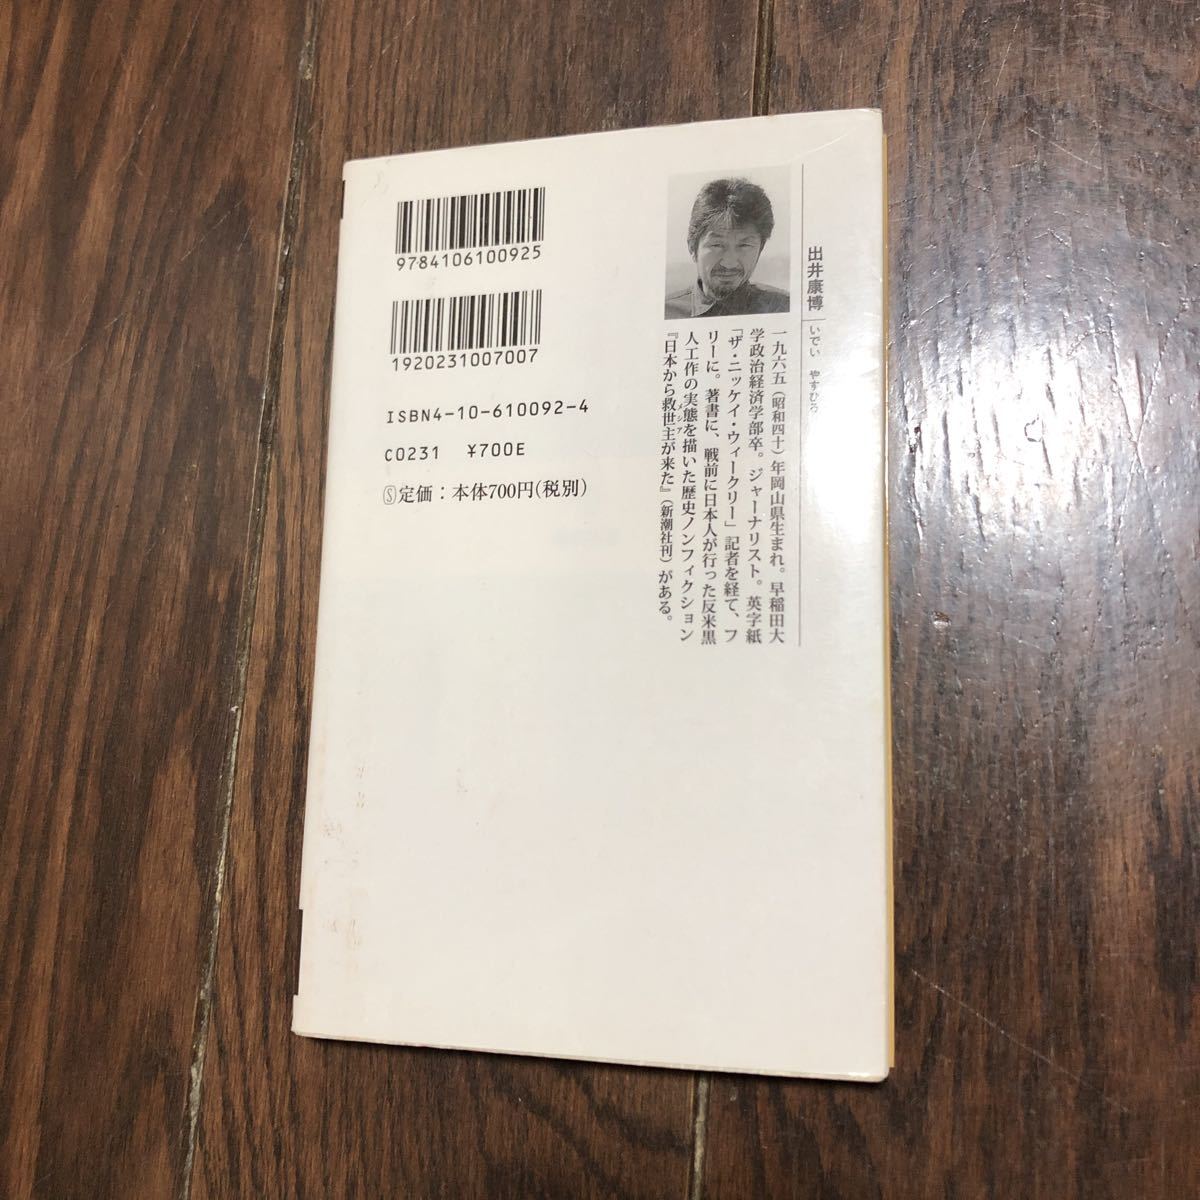 9784106100925
1920231007007
ISBN4-10-610092-4
C0231 ¥700E
Ⓢ定価：本体700円(税別)
出井康博 いでい やすひろ
一九六五（昭和四十）年岡山県生まれ。早稲田大
学政治経済学部卒。ジャーナリスト。英字紙
「ザ・ニッケイ・ウィークリー」記者を経て、フ
リーに。著書に、戦前に日本人が行った反米黒
人工作の実態を描いた歴史ノンフィクション
『日本から救世主が来た』（新潮社刊）がある。
メシア